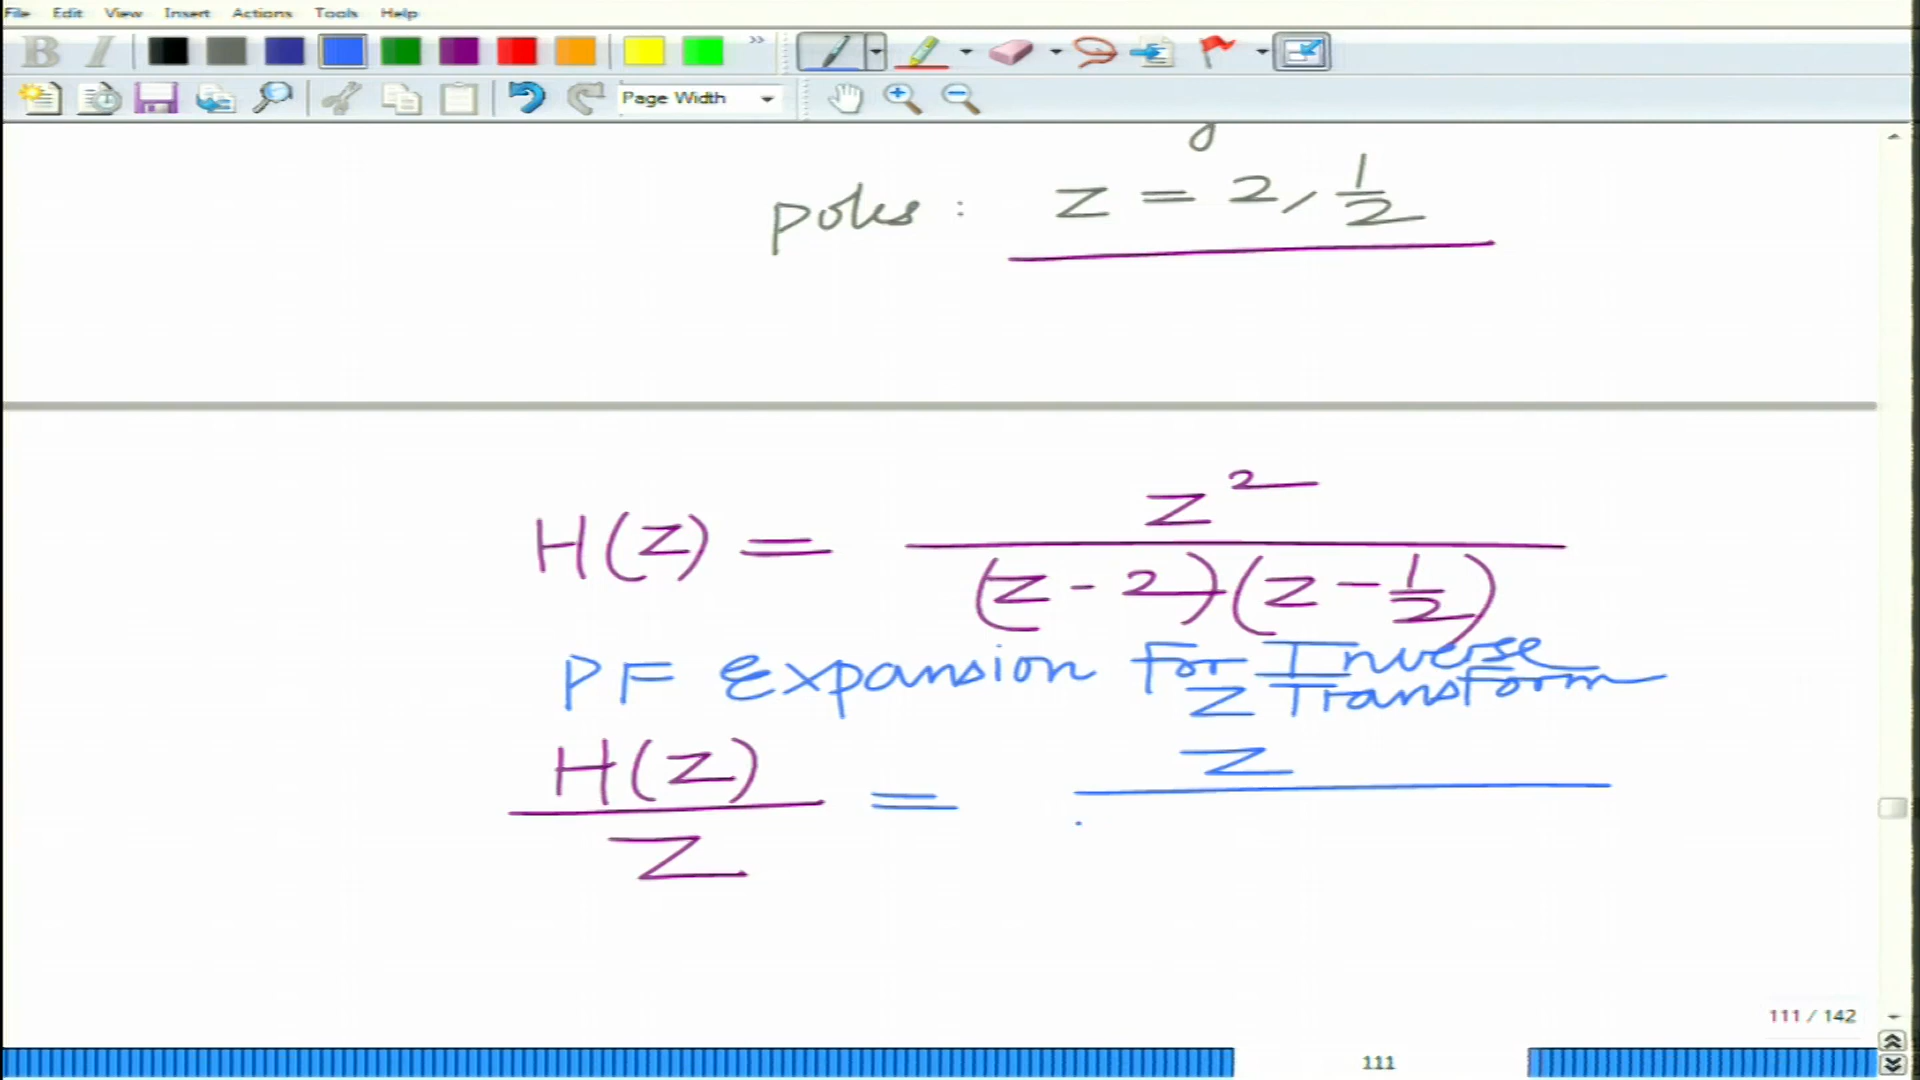 File Edit View Insert Actions Tools Help
B I
Page Width
poles : z = 2, 1/2
H(z) = z^2 / (z - 2)(z - 1/2)
PF Expansion For Inverse
Z Transform
H(z) / z = z /
111 / 142
111